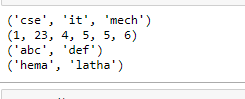 ('cse', 'it', 'mech')
(1, 23, 4, 5, 5, 6)
('abc', 'def')
('hema', 'latha')